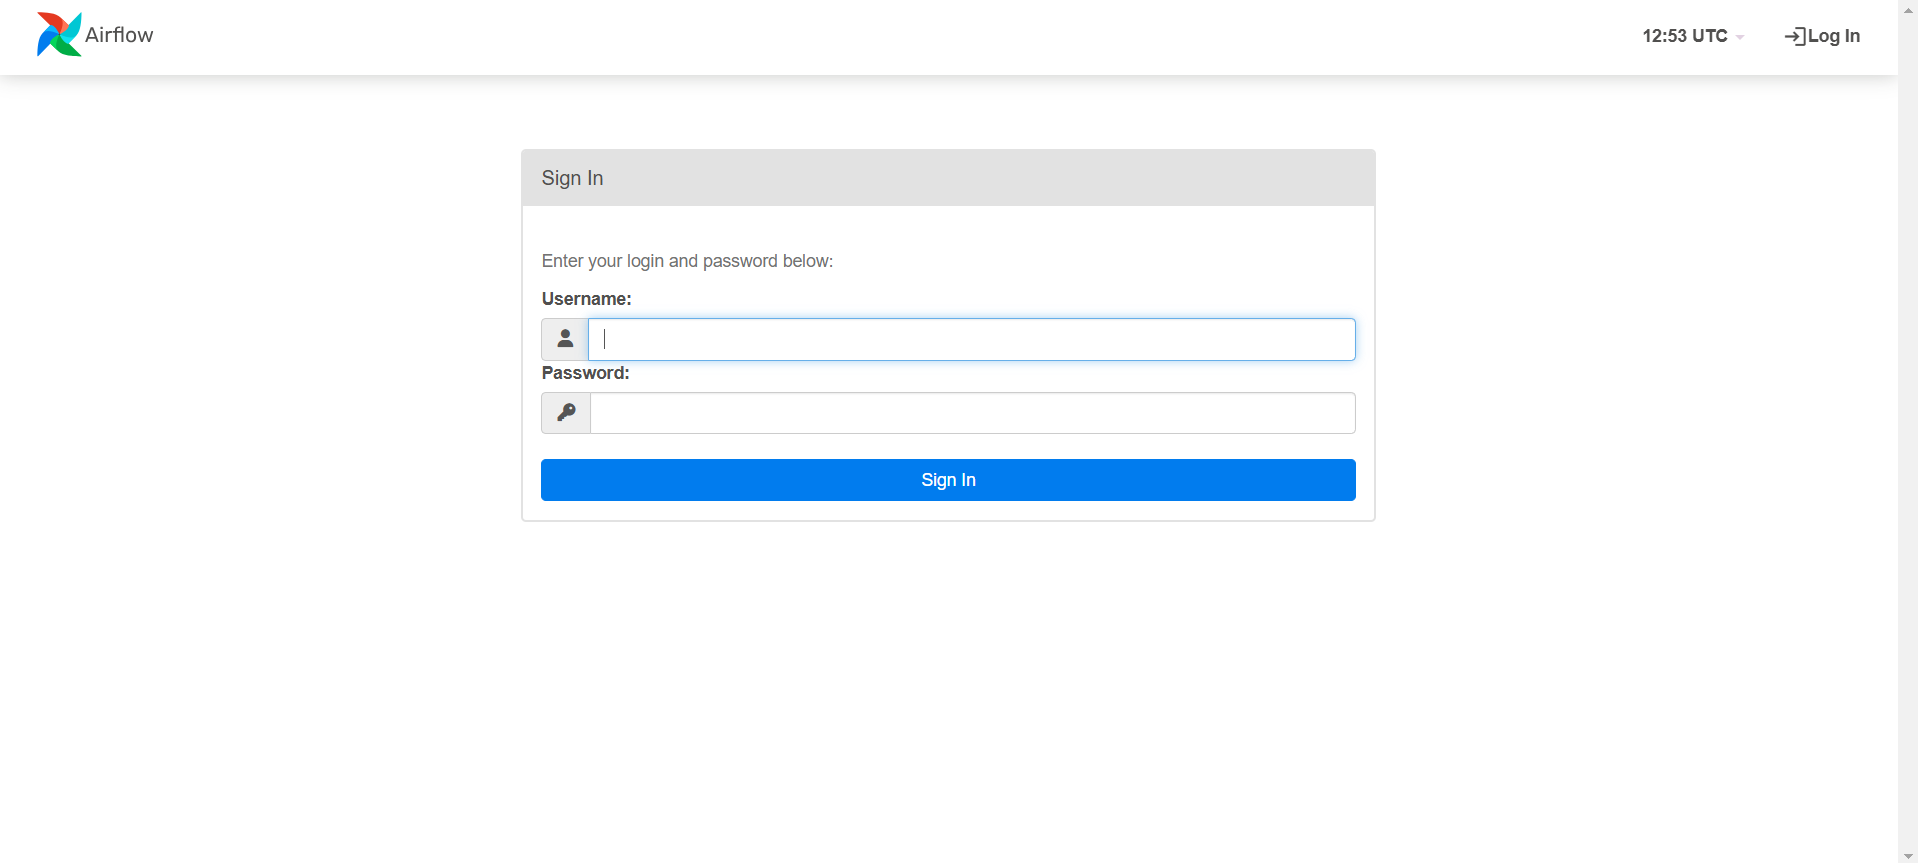 Airflow
12:53 UTC
Log In
Sign In
Enter your login and password below:
Username:
Password:
Sign In